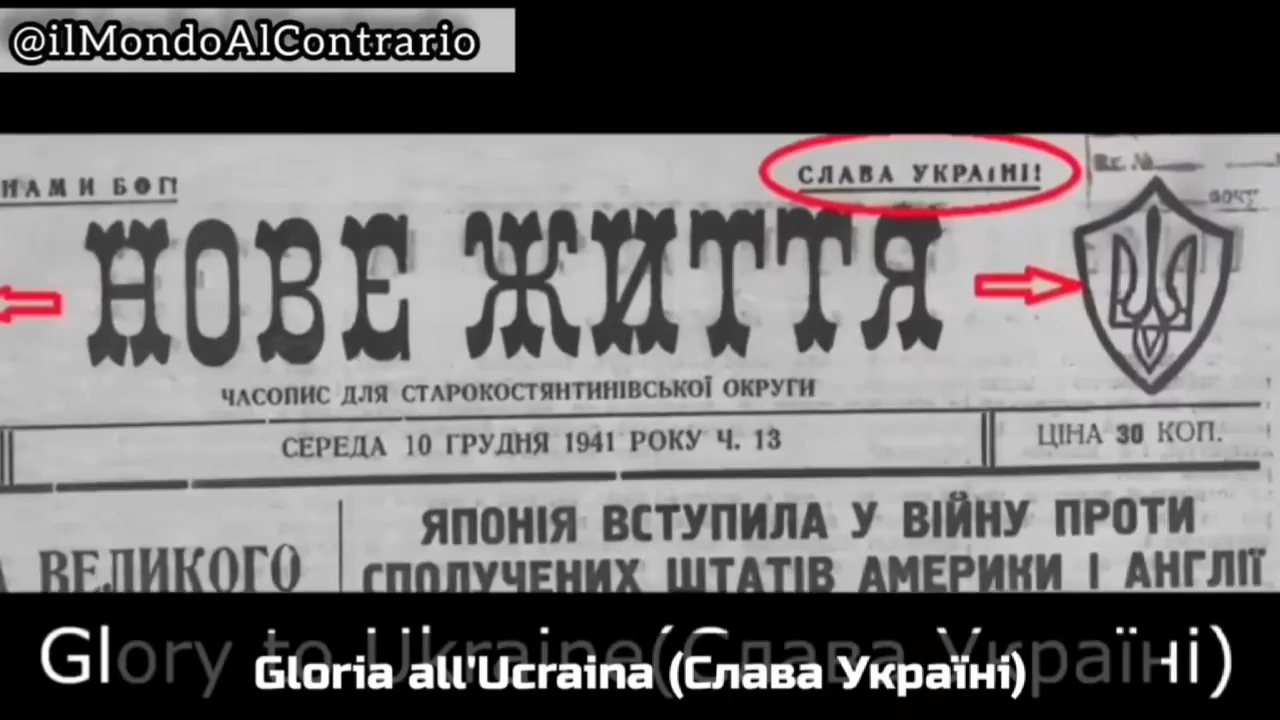 @ilMondoAlContrario
НАМИ БОГ!
СЛАВА УКРАЇНІ!
НОВЕ ЖИТТЯ
ЧАСОПИС ДЛЯ СТАРОКОСТЯНТИНІВСЬКОЇ ОКРУГИ
СЕРЕДА 10 ГРУДНЯ 1941 РОКУ Ч. 13
ЦІНА 30 КОП.
ВЕЛИКОГО
ЯПОНІЯ ВСТУПИЛА У ВІЙНУ ПРОТИ
СПОЛУЧЕНИХ ШТАТІВ АМЕРИКИ І АНГЛІЇ
Glory to Ukraine(Слава Україні)
Gloria all'Ucraina (Слава Україні)